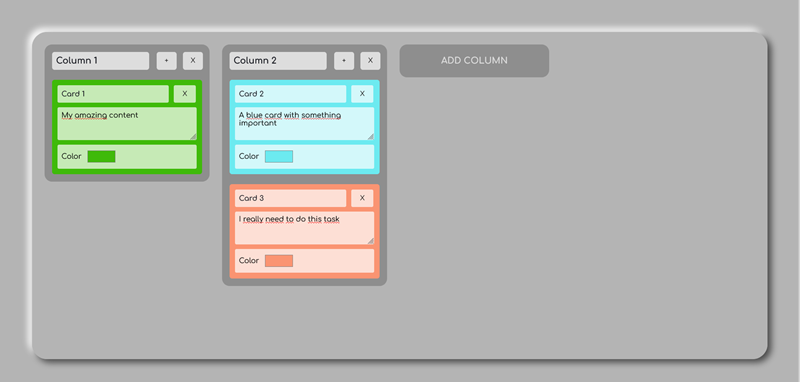 Column 1
+
X
Card 1
X
My amazing content
Color
Column 2
+
X
Card 2
X
A blue card with something
important
Color
Card 3
X
I really need to do this task
Color
ADD COLUMN